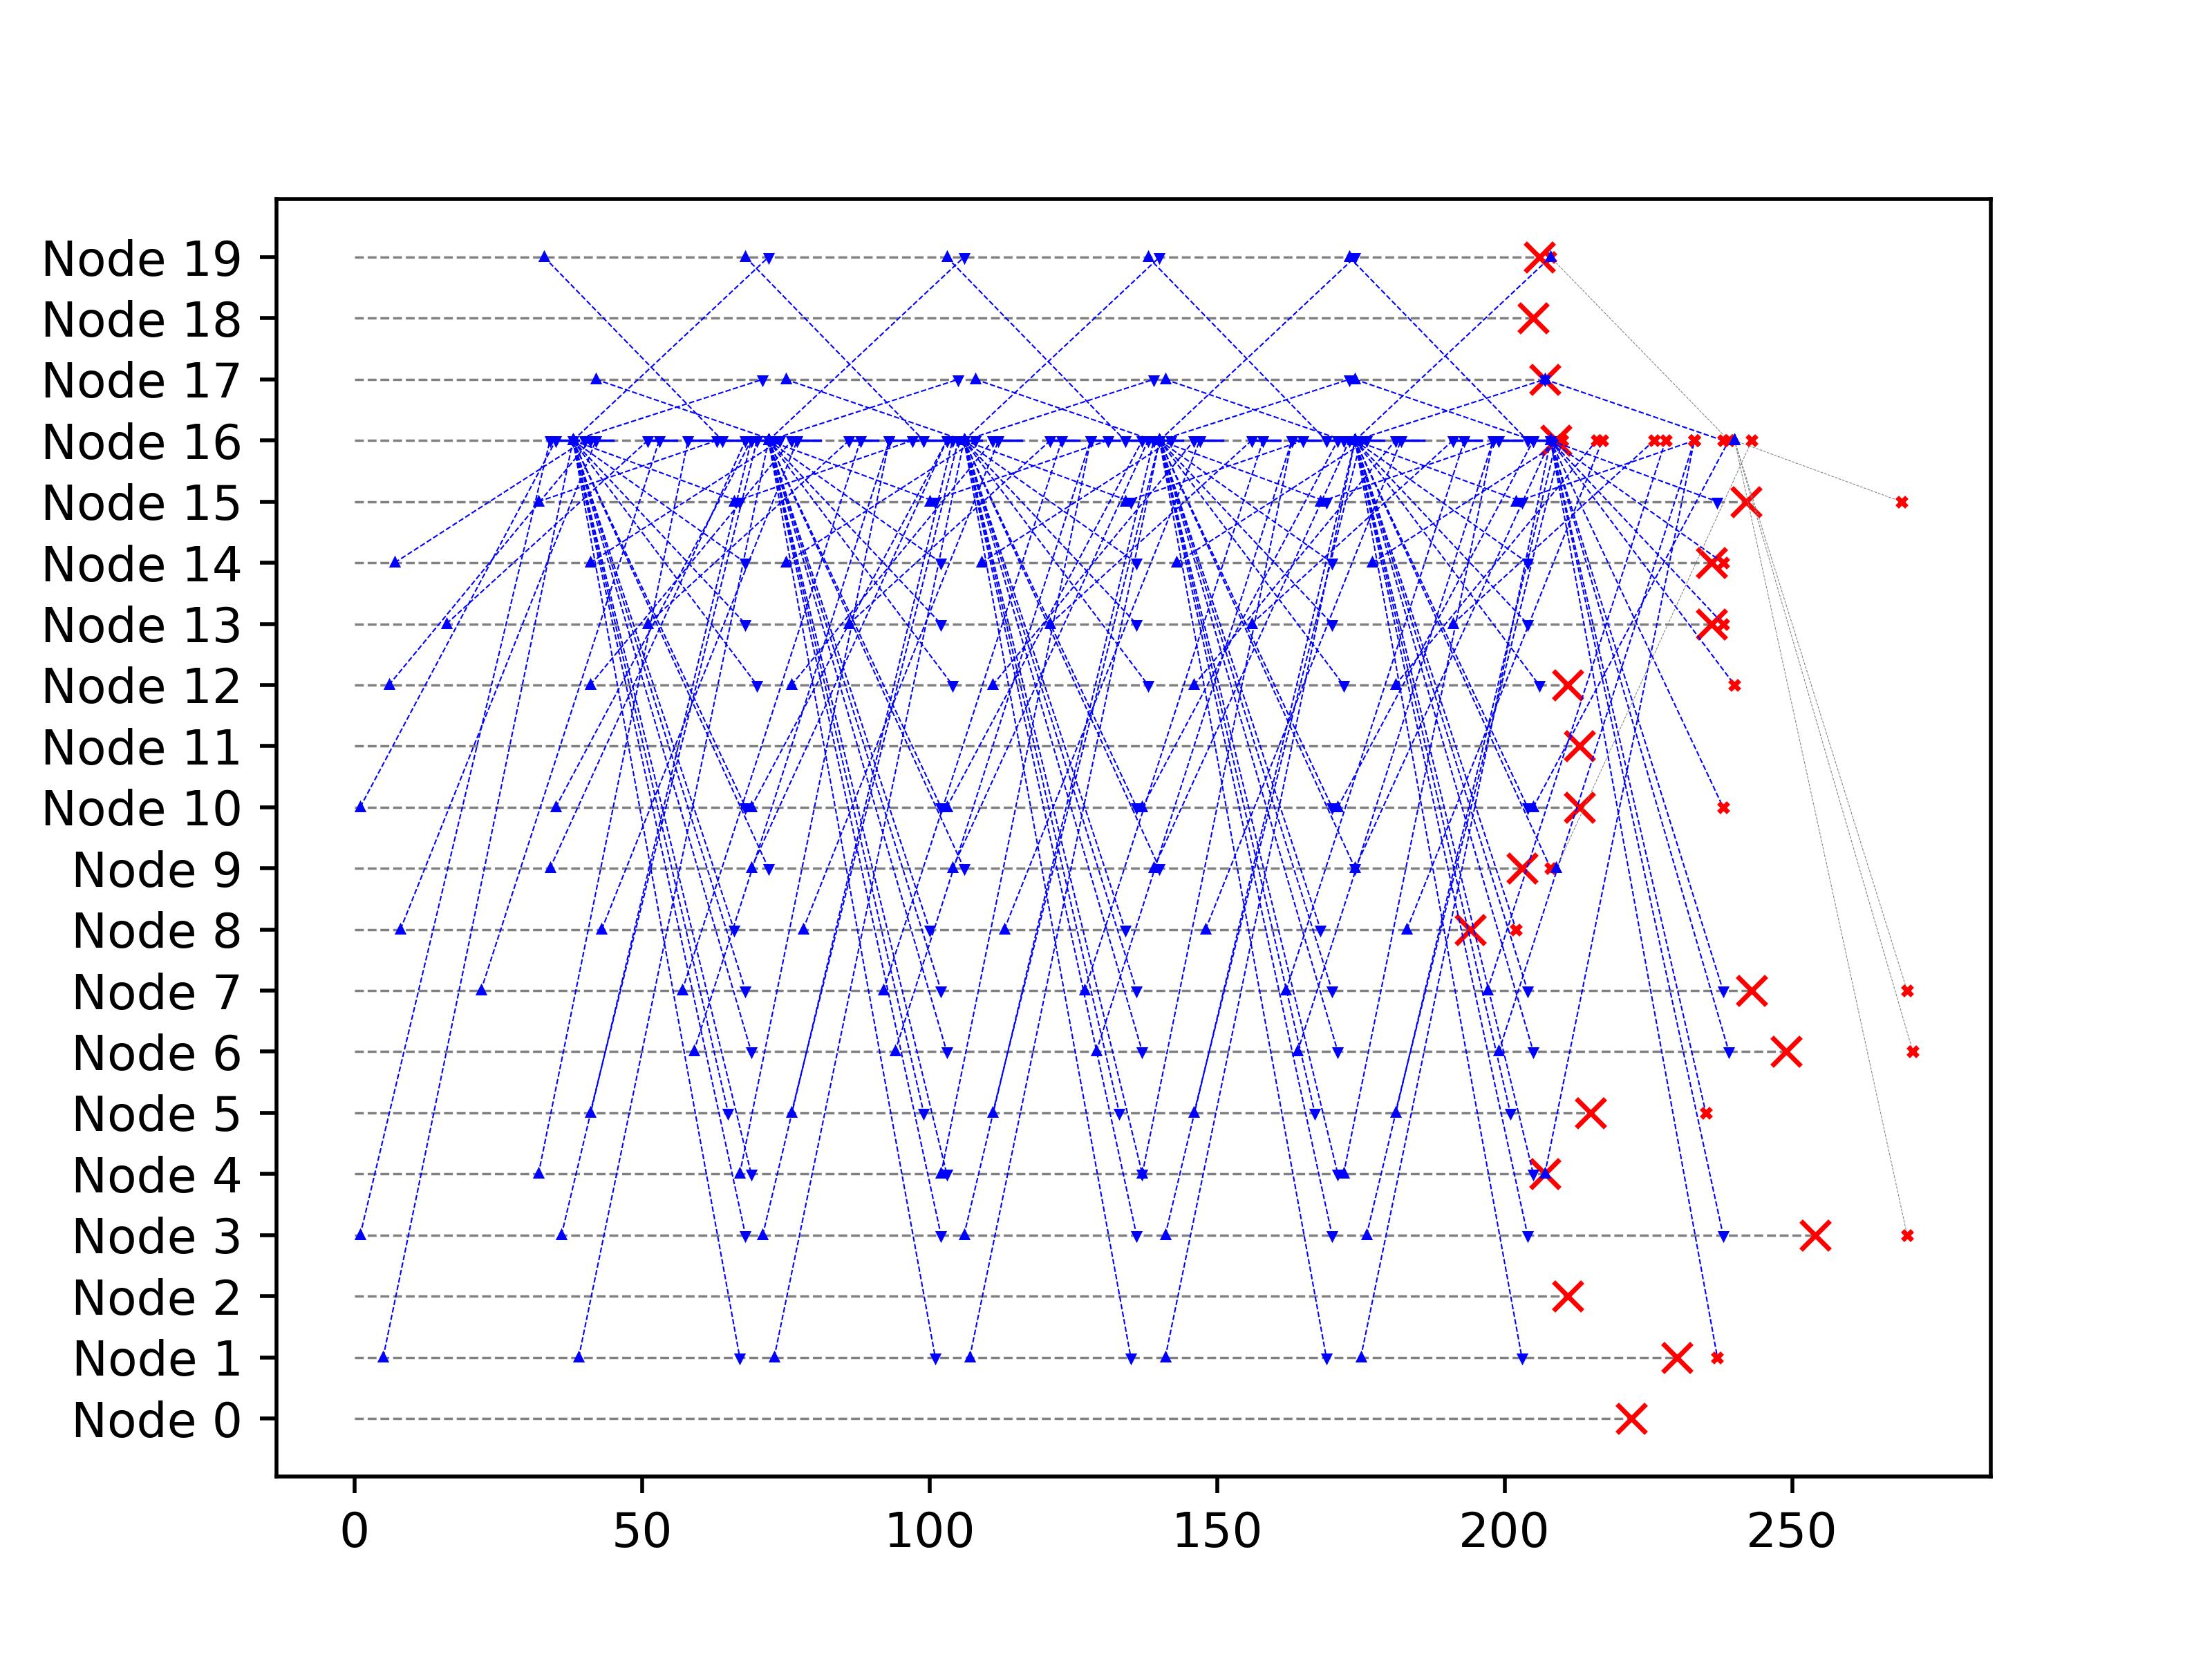 Node 19
Node 18
Node 17
Node 16
Node 15
Node 14
Node 13
Node 12
Node 11
Node 10
Node 9
Node 8
Node 7
Node 6
Node 5
Node 4
Node 3
Node 2
Node 1
Node 0
0 50 100 150 200 250